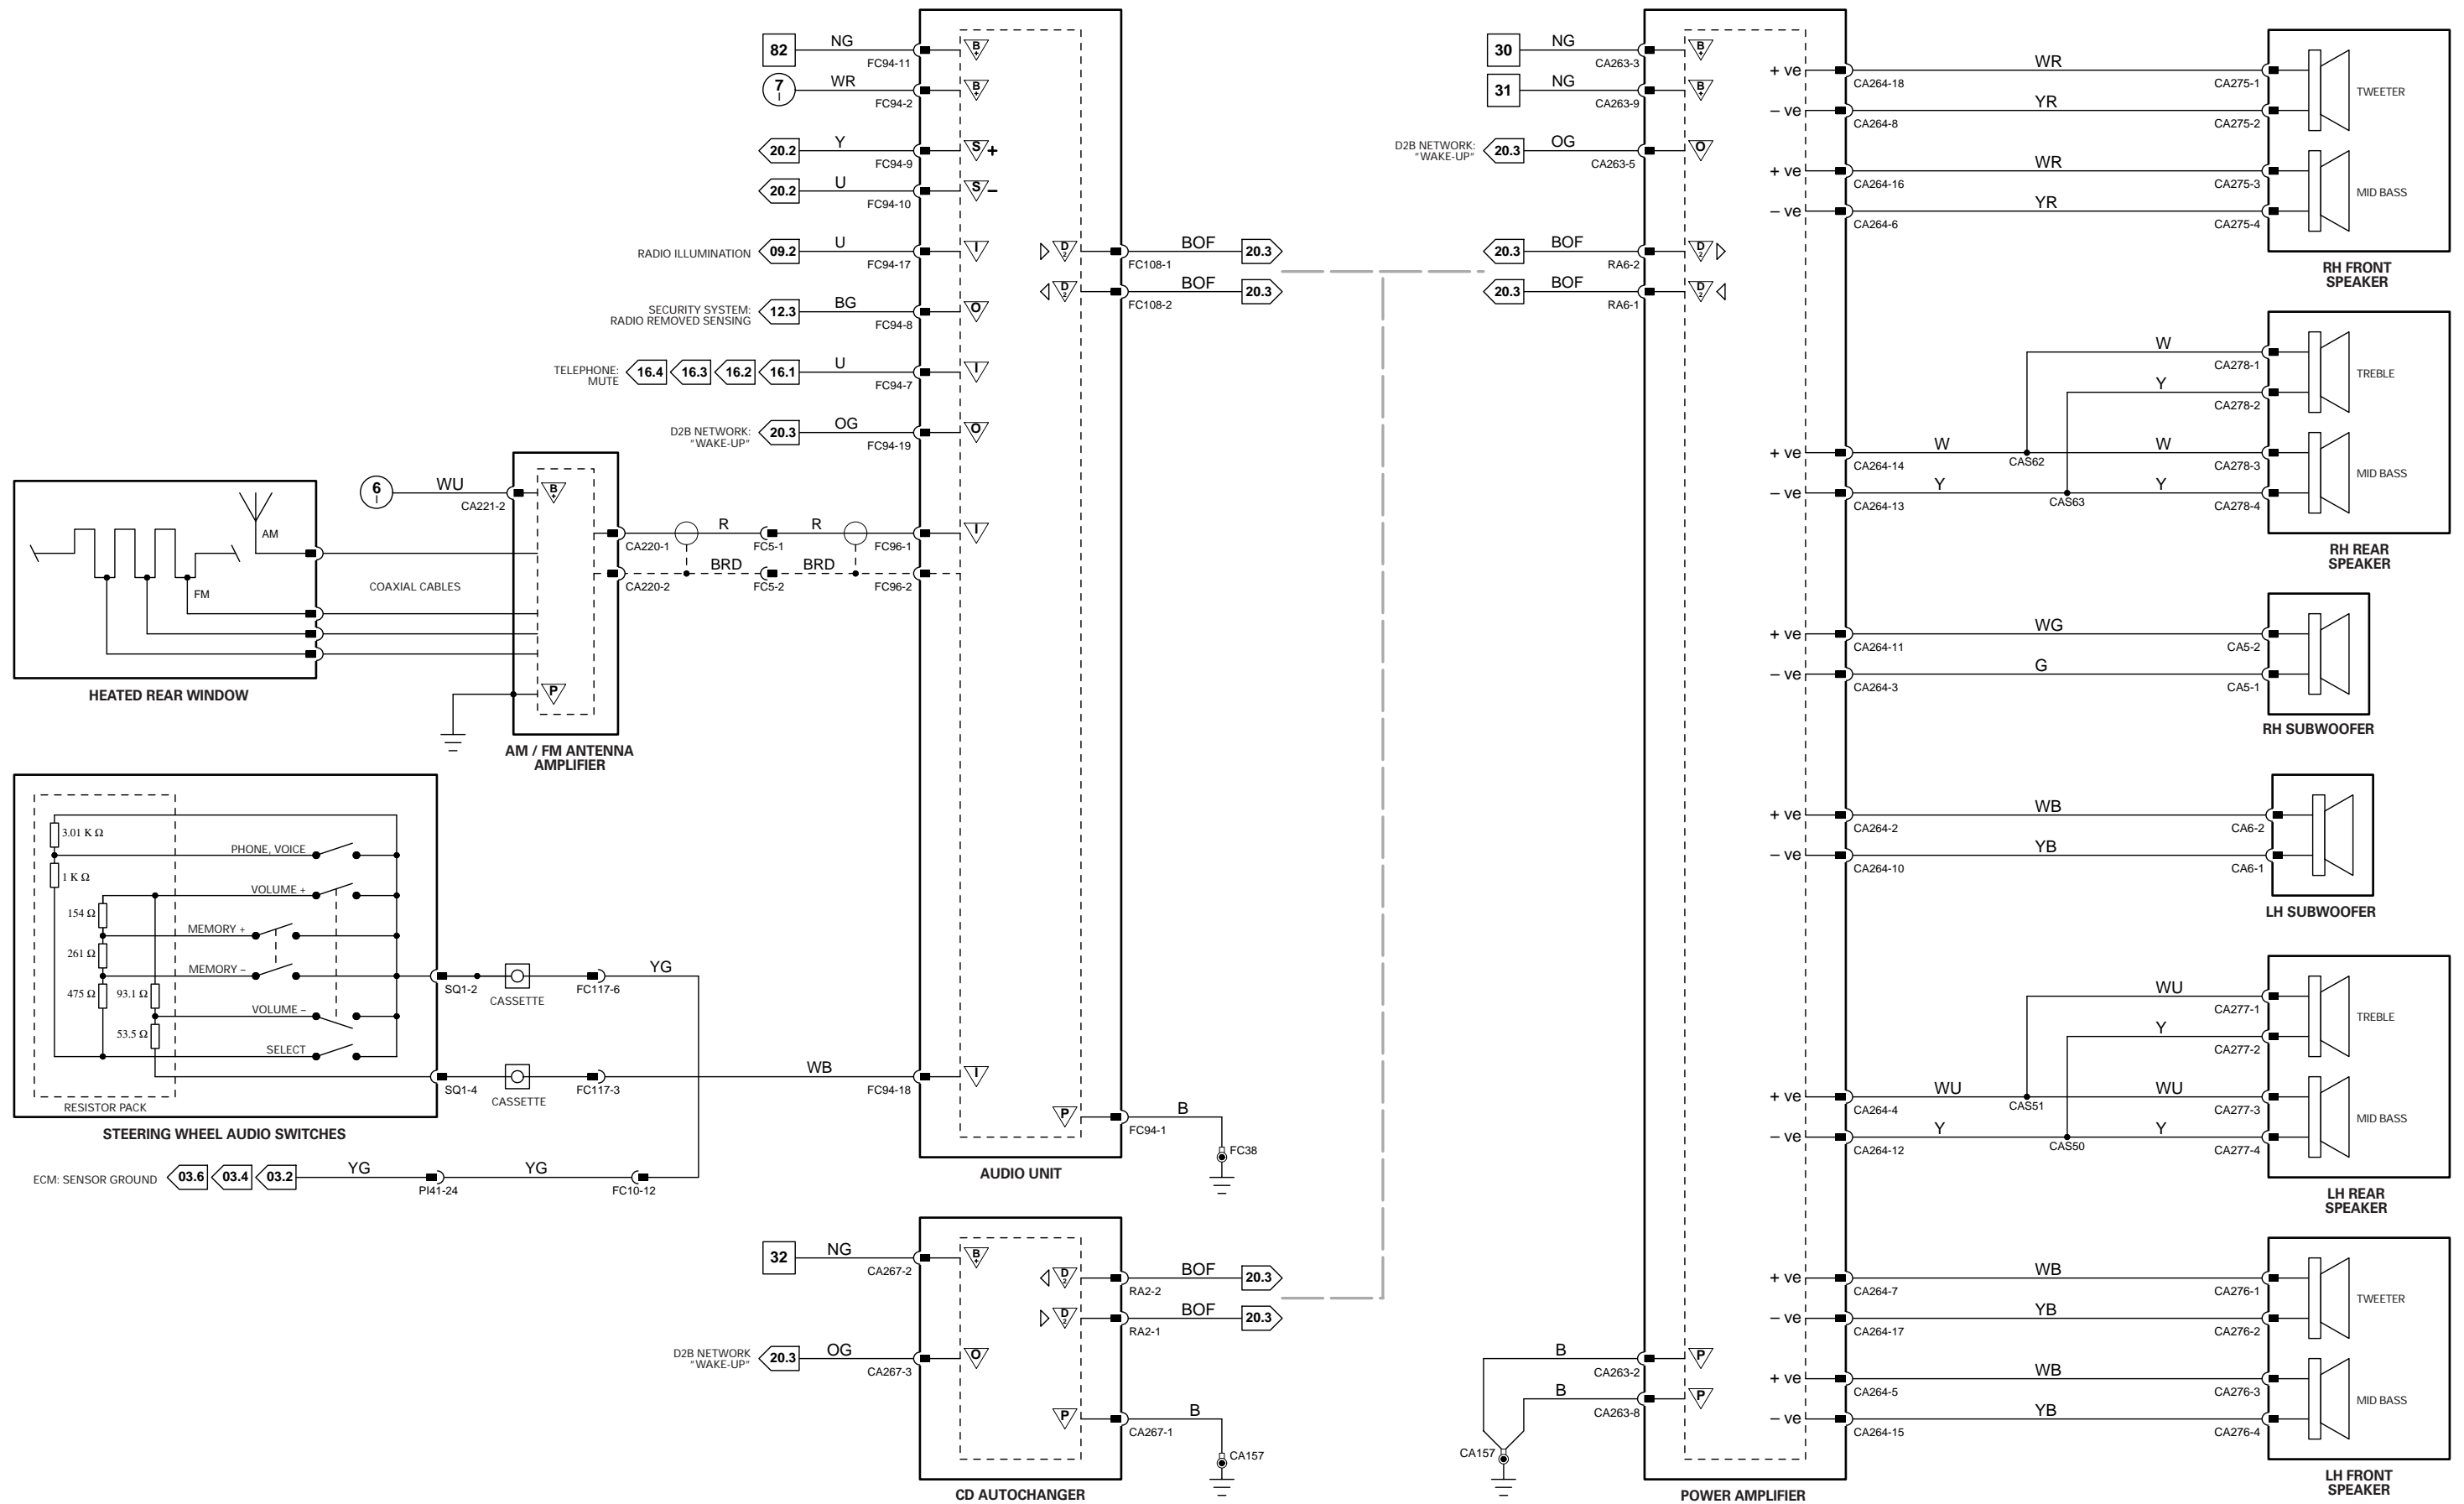 82
NG
FC94-11
B
+
7
I
WR
FC94-2
B
+
20.2
Y
FC94-9
S
+
20.2
U
FC94-10
S
–
RADIO ILLUMINATION
09.2
U
FC94-17
I
SECURITY SYSTEM:
RADIO REMOVED SENSING
12.3
BG
FC94-8
O
TELEPHONE:
MUTE
16.4
16.3
16.2
16.1
U
FC94-7
I
D2B NETWORK:
"WAKE-UP"
20.3
OG
FC94-19
O
D
2
FC108-1
BOF
20.3
D
2
FC108-2
BOF
20.3
6
I
WU
CA221-2
B
+
AM
FM
COAXIAL CABLES
HEATED REAR WINDOW
P
AM / FM ANTENNA
AMPLIFIER
CA220-1
R
FC5-1
R
FC96-1
I
CA220-2
BRD
FC5-2
BRD
FC96-2
3.01 K Ω
1 K Ω
154 Ω
261 Ω
475 Ω
93.1 Ω
53.5 Ω
PHONE, VOICE
VOLUME +
MEMORY +
MEMORY –
VOLUME –
SELECT
RESISTOR PACK
STEERING WHEEL AUDIO SWITCHES
SQ1-2
CASSETTE
FC117-6
YG
SQ1-4
CASSETTE
FC117-3
WB
FC94-18
I
P
FC94-1
B
FC38
AUDIO UNIT
ECM: SENSOR GROUND
03.6
03.4
03.2
YG
PI41-24
YG
FC10-12
32
NG
CA267-2
B
+
D
2
RA2-2
BOF
20.3
D
2
RA2-1
BOF
20.3
D2B NETWORK
"WAKE-UP"
20.3
OG
CA267-3
O
P
CA267-1
B
CA157
CD AUTOCHANGER
30
NG
CA263-3
B
+
31
NG
CA263-9
B
+
D2B NETWORK:
"WAKE-UP"
20.3
OG
CA263-5
O
20.3
BOF
RA6-2
D
2
20.3
BOF
RA6-1
D
2
B
CA263-2
P
B
CA263-8
P
CA157
POWER AMPLIFIER
+ ve
CA264-18
WR
CA275-1
TWEETER
– ve
CA264-8
YR
CA275-2
+ ve
CA264-16
WR
CA275-3
MID BASS
– ve
CA264-6
YR
CA275-4
RH FRONT
SPEAKER
W
CA278-1
TREBLE
Y
CA278-2
+ ve
CA264-14
W
CAS62
W
CA278-3
MID BASS
– ve
CA264-13
Y
CAS63
Y
CA278-4
RH REAR
SPEAKER
+ ve
CA264-11
WG
CA5-2
– ve
CA264-3
G
CA5-1
RH SUBWOOFER
+ ve
CA264-2
WB
CA6-2
– ve
CA264-10
YB
CA6-1
LH SUBWOOFER
WU
CA277-1
TREBLE
Y
CA277-2
+ ve
CA264-4
WU
CAS51
WU
CA277-3
MID BASS
– ve
CA264-12
Y
CAS50
Y
CA277-4
LH REAR
SPEAKER
+ ve
CA264-7
WB
CA276-1
TWEETER
– ve
CA264-17
YB
CA276-2
+ ve
CA264-5
WB
CA276-3
MID BASS
– ve
CA264-15
YB
CA276-4
LH FRONT
SPEAKER